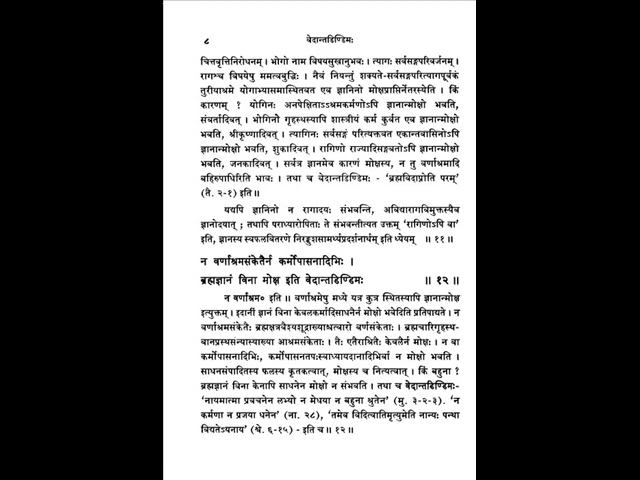 ८ वेदान्तडिण्डिमः
चित्तवृत्तिनिरोधनम् । भोगो नाम विषयसुखानुभवः । त्यागः सर्वसङ्गपरिवर्जनम् ।
रागश्च विषयेषु ममत्वबुद्धिः । नैवं नियन्तुं शक्यते-सर्वसङ्गपरित्यागपूर्वकं
तुरीयाश्रमे योगाभ्यासमास्थितवत एव ज्ञानिनो मोक्षप्राप्तिर्नेतरस्येति । किं
कारणम् ? योगिनः अनपेक्षिताऽऽश्रमकर्मणोऽपि ज्ञानान्मोक्षो भवति,
संवर्तादिवत् । भोगिनो गृहस्थस्यापि शास्त्रीयं कर्म कुर्वत एव ज्ञानान्मोक्षो
भवति, श्रीकृष्णादिवत् । त्यागिनः सर्वसङ्गं परित्यक्तवत एकान्तवासिनोऽपि
ज्ञानान्मोक्षो भवति, शुकादिवत् । रागिणो राज्यादिसङ्गवतोऽपि ज्ञानान्मोक्षो
भवति, जनकादिवत् । सर्वत्र ज्ञानमेव कारणं मोक्षस्य, न तु वर्णाश्रमादि
बहिरुपाधिरिति भावः । तथा च वेदान्तडिण्डिमः - 'ब्रह्मविदाप्नोति परम्'
(तै. २-१) इति॥
यद्यपि ज्ञानिनो न रागादयः संभवन्ति, अविद्यारागविमुक्तस्यैव
ज्ञानोदयात् ; तथापि पराध्यारोपिताः ते संभवन्तीत्यत उक्तम् 'रागिणोऽपि वा'
इति, ज्ञानस्य स्वफलवितरणे निरङ्कुशसामर्थ्यप्रदर्शनार्थम् इति ध्येयम् ॥ ११॥
न वर्णाश्रमसंकेतैर्न कर्मोपासनादिभिः ।
ब्रह्मज्ञानं विना मोक्ष इति वेदान्तडिण्डिमः ॥ १२॥
न वर्णाश्रम० इति ॥ वर्णाश्रमेषु मध्ये यत्र कुत्र स्थितस्यापि ज्ञानान्मोक्ष
इत्युक्तम् । इदानीं ज्ञानं विना केवलकर्मादिसाधनैर्न मोक्षो भवेदिति प्रतिपाद्यते । न
वर्णाश्रमसंकेतैः ब्रह्मक्षत्रवैश्यशूद्राख्याश्चत्वारो वर्णसंकेताः । ब्रह्मचारिगृहस्थ-
वानप्रस्थसंन्यासाख्या आश्रमसंकेताः । तैः एतैराश्रितैः केवलैर्न मोक्षः । न वा
कर्मोपासनादिभिः, कर्मोपासनतपःस्वाध्यायदानादिभिर्वा न मोक्षो भवति ।
साधनसंपादितस्य फलस्य कृतकत्वात्, मोक्षस्य च नित्यत्वात् । किं बहुना ?
ब्रह्मज्ञानं विना केनापि साधनेन मोक्षो न संभवति । तथा च वेदान्तडिण्डिमः-
'नायमात्मा प्रवचनेन लभ्यो न मेधया न बहुना श्रुतेन' (मु. ३-२-३). 'न
कर्मणा न प्रजया धनेन' (ना. २८), 'तमेव विदित्वातिमृत्युमेति नान्यः पन्था
विद्यतेऽयनाय' (श्वे. ६-१५) - इति च॥ १२॥